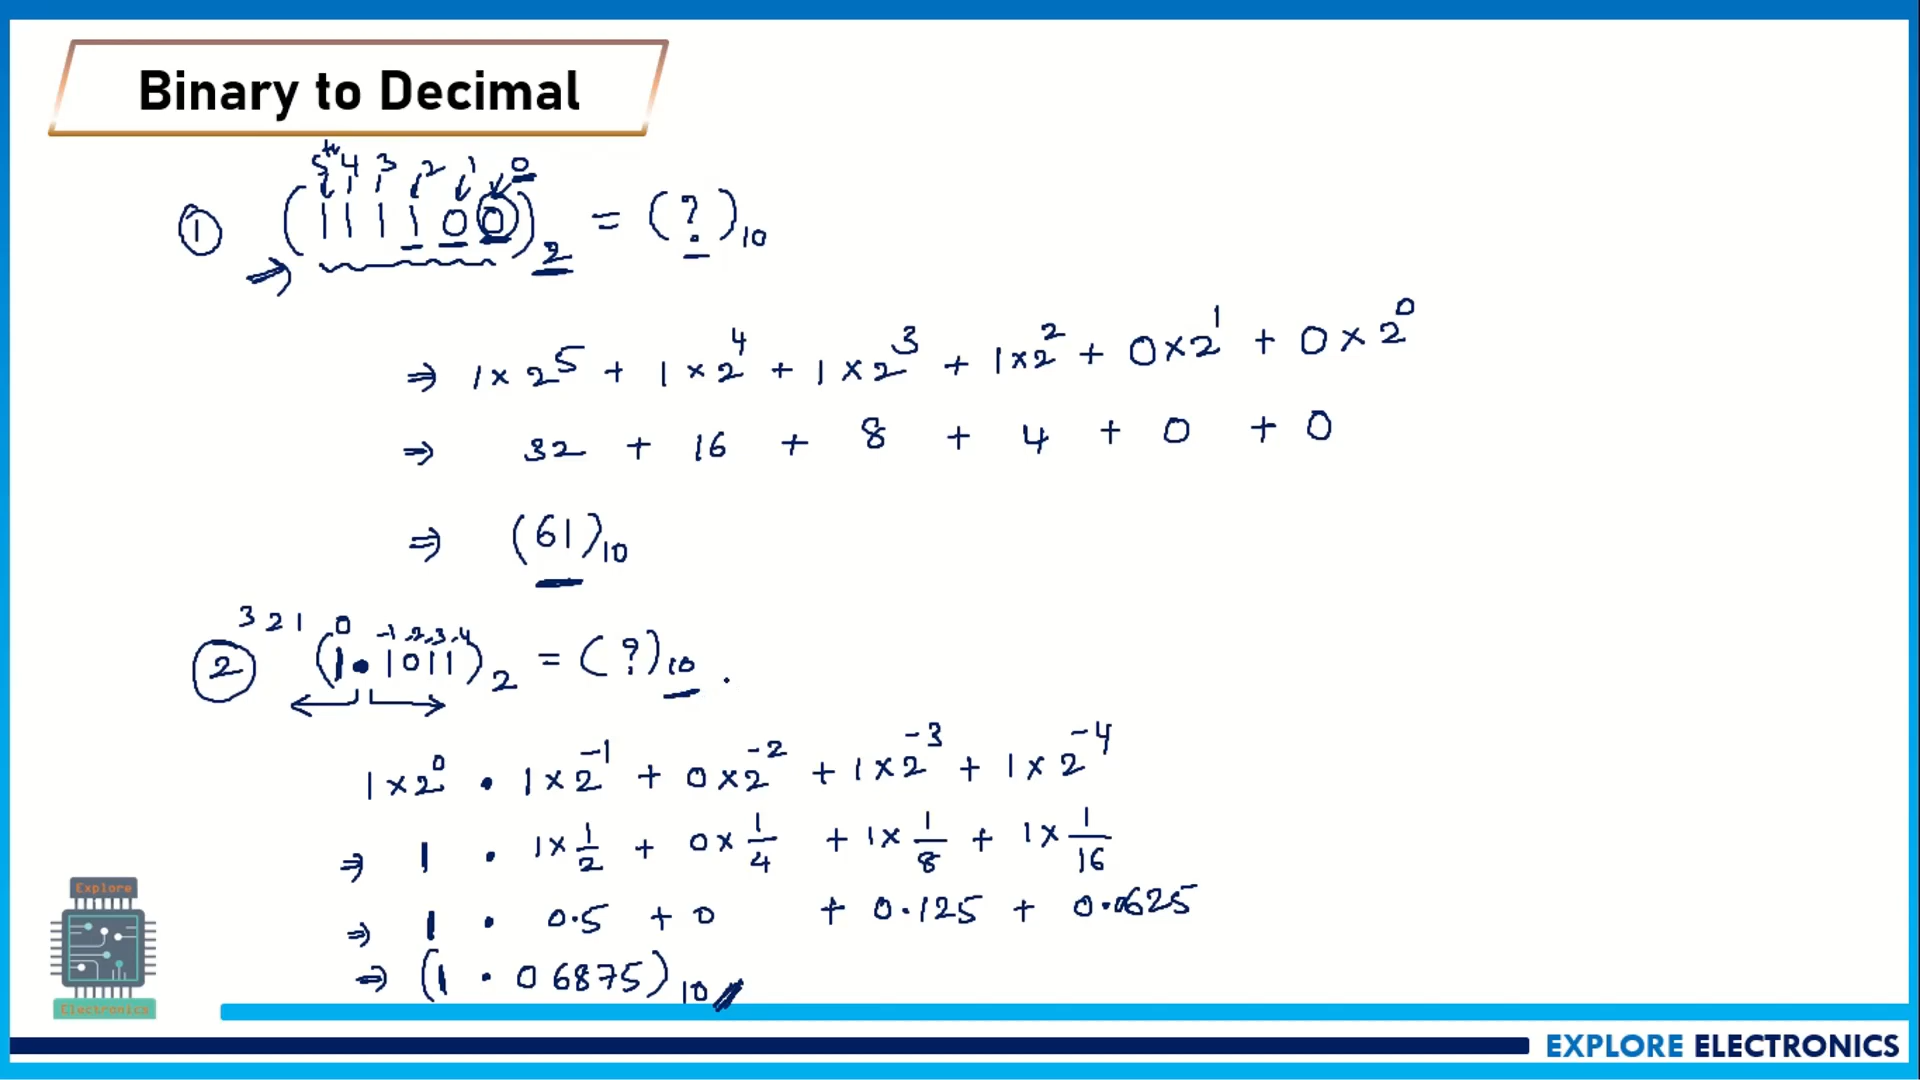 Binary to Decimal
5th 4 3 2 1 0
① (111100)₂ = (?)₁₀
⇒
⇒ 1 × 2⁵ + 1 × 2⁴ + 1 × 2³ + 1 × 2² + 0 × 2¹ + 0 × 2⁰
⇒ 32 + 16 + 8 + 4 + 0 + 0
⇒ (61)₁₀
3 2 1 0 -1 -2 -3 -4
② (1.1011)₂ = (?)₁₀.
1 × 2⁰ . 1 × 2⁻¹ + 0 × 2⁻² + 1 × 2⁻³ + 1 × 2⁻⁴
⇒ 1 . 1 × 1/2 + 0 × 1/4 + 1 × 1/8 + 1 × 1/16
⇒ 1 . 0.5 + 0 + 0.125 + 0.0625
⇒ (1 . 06875)₁₀
Explore
Electronics
EXPLORE ELECTRONICS